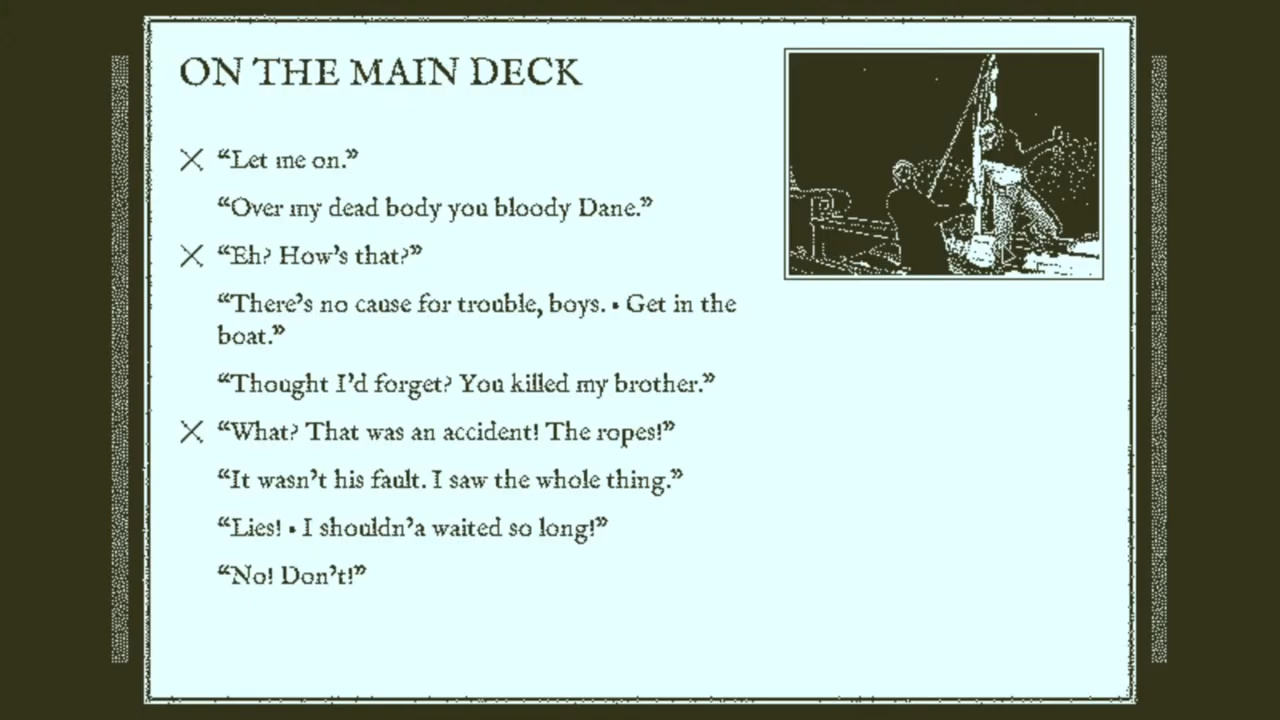 ON THE MAIN DECK
“Let me on.”
“Over my dead body you bloody Dane.”
“Eh? How’s that?”
“There’s no cause for trouble, boys. • Get in the
boat.”
“Thought I’d forget? You killed my brother.”
“What? That was an accident! The ropes!”
“It wasn’t his fault. I saw the whole thing.”
“Lies! • I shouldn’a waited so long!”
“No! Don’t!”